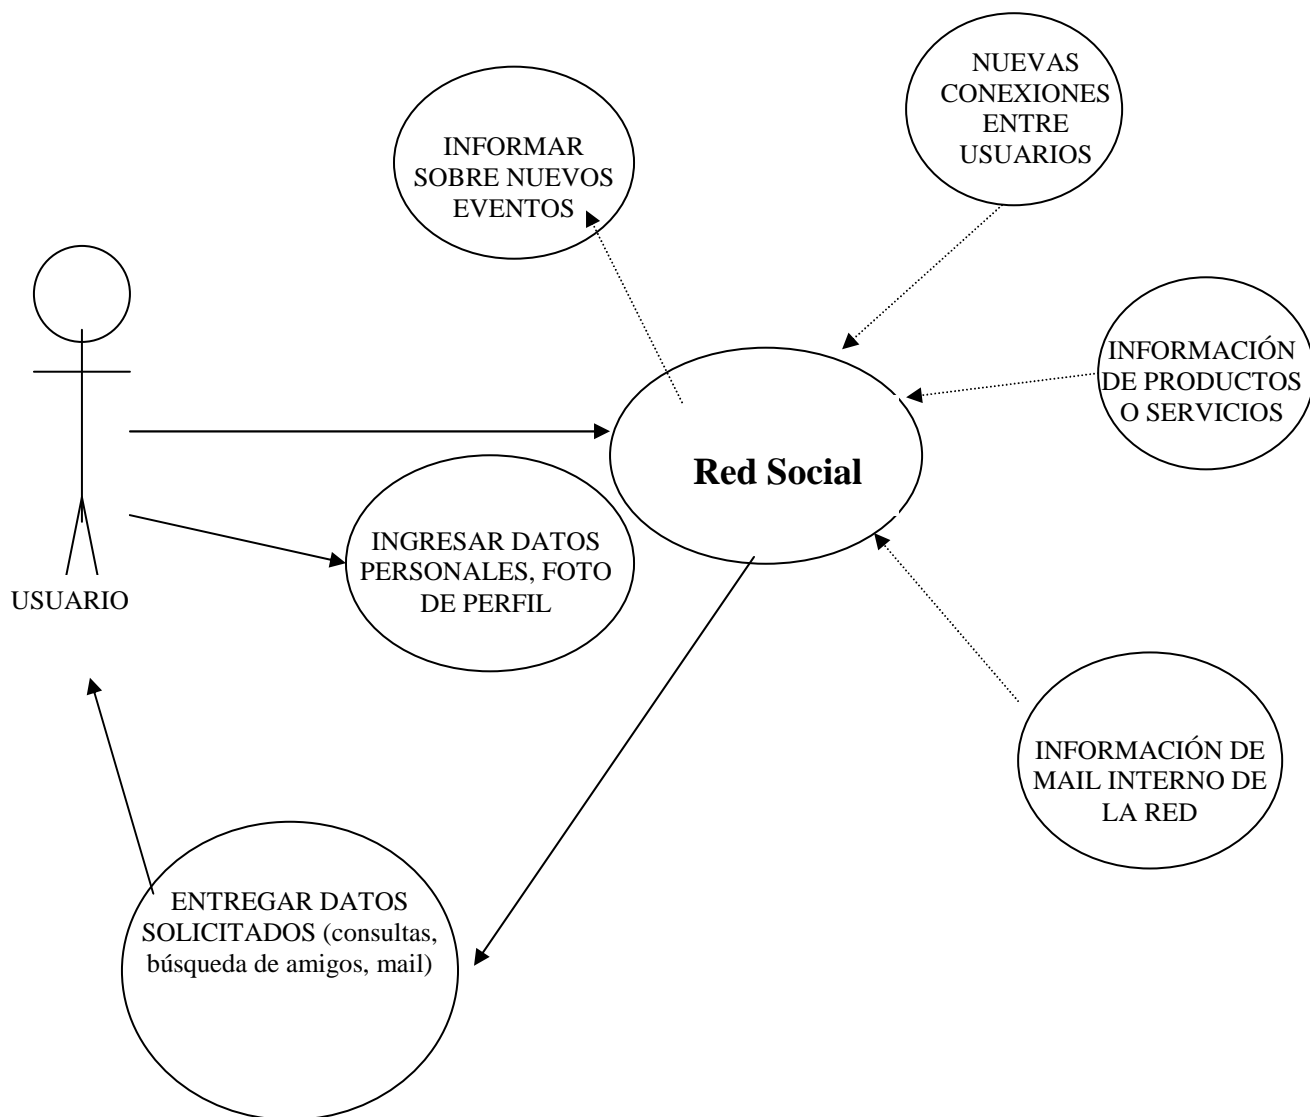 NUEVAS
CONEXIONES
ENTRE
USUARIOS
INFORMAR
SOBRE NUEVOS
EVENTOS
INFORMACIÓN
DE PRODUCTOS
O SERVICIOS
Red Social
INGRESAR DATOS
PERSONALES, FOTO
DE PERFIL
USUARIO
INFORMACIÓN DE
MAIL INTERNO DE
LA RED
ENTREGAR DATOS
SOLICITADOS (consultas,
búsqueda de amigos, mail)